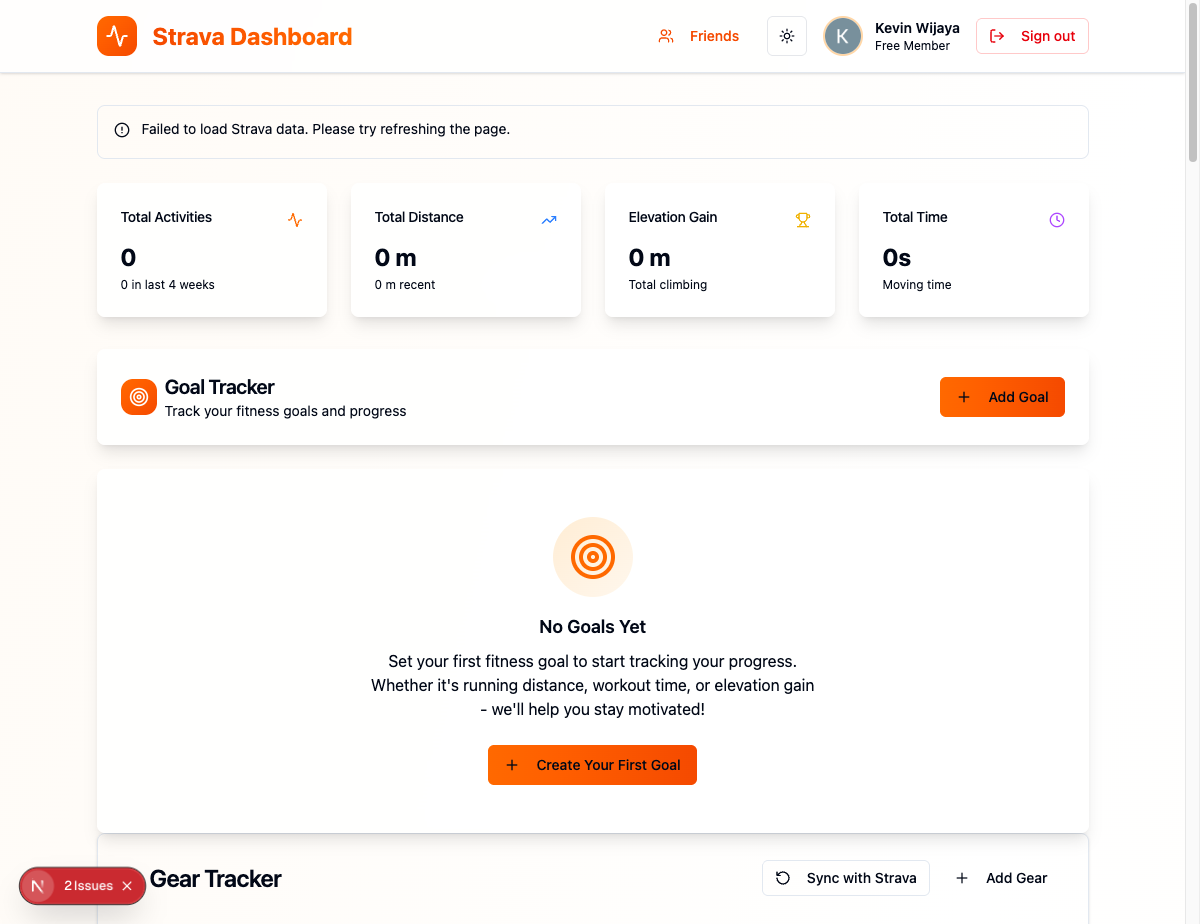 Strava Dashboard
Friends
K
Kevin Wijaya
Free Member
Sign out
Failed to load Strava data. Please try refreshing the page.
Total Activities
0
0 in last 4 weeks
Total Distance
0 m
0 m recent
Elevation Gain
0 m
Total climbing
Total Time
0s
Moving time
Goal Tracker
Track your fitness goals and progress
Add Goal
No Goals Yet
Set your first fitness goal to start tracking your progress.
Whether it's running distance, workout time, or elevation gain
- we'll help you stay motivated!
Create Your First Goal
Gear Tracker
Sync with Strava
Add Gear
N
2 Issues